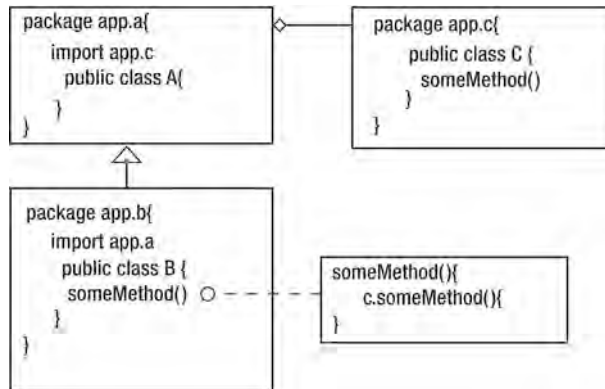 package app.a{
import app.c
public class A{
}
}
package app.c{
public class C {
someMethod()
}
}
package app.b{
import app.a
public class B {
someMethod()
}
}
someMethod(){
c.someMethod(){
}